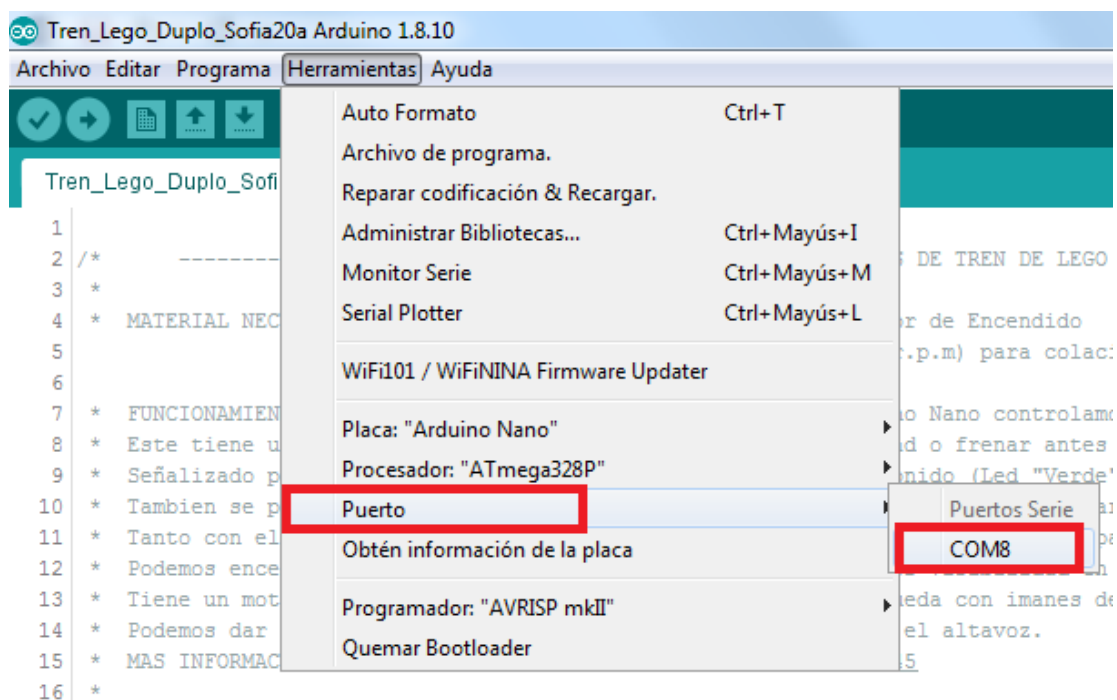 Tren_Lego_Duplo_Sofia20a Arduino 1.8.10
Archivo Editar Programa Herramientas Ayuda
Auto Formato Ctrl+T
Archivo de programa.
Tren_Lego_Duplo_Sofi
Reparar codificación & Recargar.
1
Administrar Bibliotecas... Ctrl+Mayús+I
2 /* -------- DE TREN DE LEGO
Monitor Serie Ctrl+Mayús+M
3 *
Serial Plotter Ctrl+Mayús+L
4 * MATERIAL NEC r de Encendido
5 r.p.m) para colaci
WiFi101 / WiFiNINA Firmware Updater
6
7 * FUNCIONAMIEN o Nano controlamo
Placa: "Arduino Nano"
8 * Este tiene u d o frenar antes
Procesador: "ATmega328P"
9 * Señalizado p onido (Led "Verde"
Puerto
Puertos Serie
10 * Tambien se p
11 * Tanto con el
Obtén información de la placa
COM8
12 * Podemos ence
13 * Tiene un mot eda con imanes de
Programador: "AVRISP mkII"
14 * Podemos dar el altavoz.
Quemar Bootloader
15 * MAS INFORMAC 5
16 *